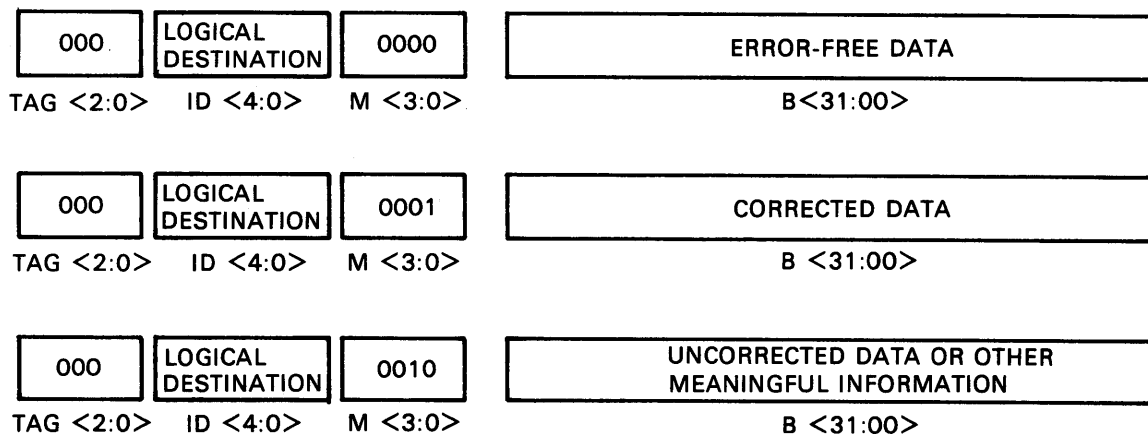 000 LOGICAL DESTINATION 0000 ERROR-FREE DATA
TAG <2:0> ID <4:0> M <3:0> B<31:00>
000 LOGICAL DESTINATION 0001 CORRECTED DATA
TAG <2:0> ID <4:0> M <3:0> B <31:00>
000 LOGICAL DESTINATION 0010 UNCORRECTED DATA OR OTHER MEANINGFUL INFORMATION
TAG <2:0> ID <4:0> M <3:0> B <31:00>